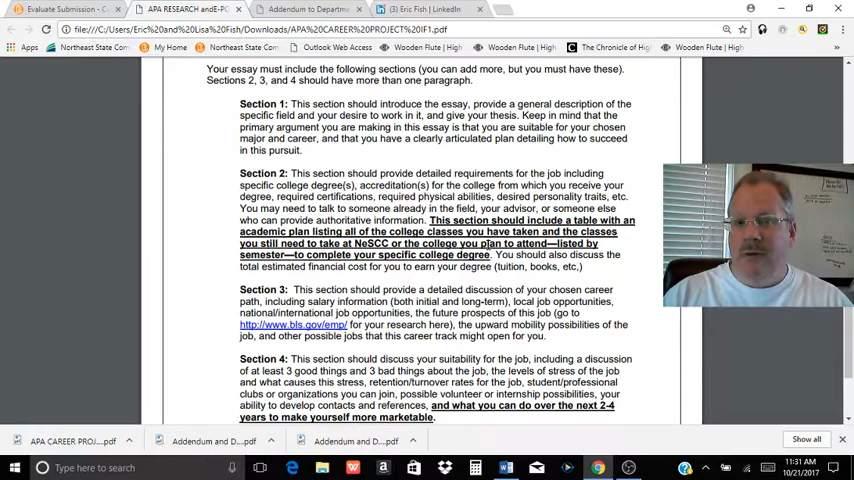 Evaluate Submission - Co
APA RESEARCH andE-PO
Addendum to Departme
(3) Eric Fish | LinkedIn
file:///C:/Users/Eric%20and%20Lisa%20Fish/Downloads/APA%20CAREER%20PROJECT%20IF1.pdf
Apps
Northeast State Com
My NeSCC
Northeast State Com
Outlook Web Access
Wooden Flute | High
Wooden Flute | High
The Chronicle of Hig
Wooden Flute | High
Your essay must include the following sections (you can add more, but you must have these).
Sections 2, 3, and 4 should have more than one paragraph.
Section 1: This section should introduce the essay, provide a general description of the
specific field and your desire to work in it, and give your thesis. Keep in mind that the
primary argument you are making in this essay is that you are suitable for your chosen
major and career, and that you have a clearly articulated plan detailing how to succeed
in this pursuit.
Section 2: This section should provide detailed requirements for the job including
specific college degree(s), accreditation(s) for the college from which you receive your
degree, required certifications, required physical abilities, desired personality traits, etc.
You may need to talk to someone already in the field, your advisor, or someone else
who can provide authoritative information. This section should include a table with an
academic plan listing all of the college classes you have taken and the classes
you still need to take at NeSCC or the college you plan to attend—listed by
semester—to complete your specific college degree. You should also discuss the
total estimated financial cost for you to earn your degree (tuition, books, etc,)
Section 3: This section should provide a detailed discussion of your chosen career
path, including salary information (both initial and long-term), local job opportunities,
national/international job opportunities, the future prospects of this job (go to
http://www.bls.gov/emp/ for your research here), the upward mobility possibilities of the
job, and other possible jobs that this career track might open for you.
Section 4: This section should discuss your suitability for the job, including a discussion
of at least 3 good things and 3 bad things about the job, the levels of stress of the job
and what causes this stress, retention/turnover rates for the job, student/professional
clubs or organizations you can join, possible volunteer or internship possibilities, your
ability to develop contacts and references, and what you can do over the next 2-4
years to make yourself more marketable.
APA CAREER PROJ....pdf
Addendum and D....pdf
Addendum and D....pdf
Show all
Type here to search
11:31 AM
10/21/2017